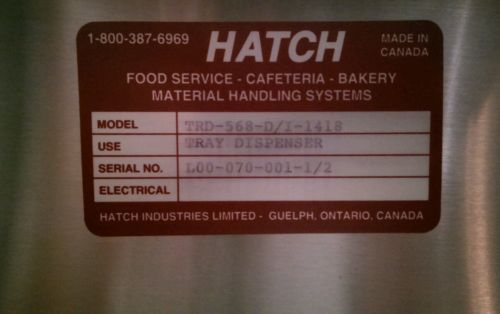 1-800-387-6969 HATCH MADE IN CANADA
FOOD SERVICE - CAFETERIA - BAKERY
MATERIAL HANDLING SYSTEMS
MODEL TRD-568-D/I-1418
USE TRAY DISPENSER
SERIAL NO. L00-070-001-1/2
ELECTRICAL
HATCH INDUSTRIES LIMITED - GUELPH, ONTARIO, CANADA